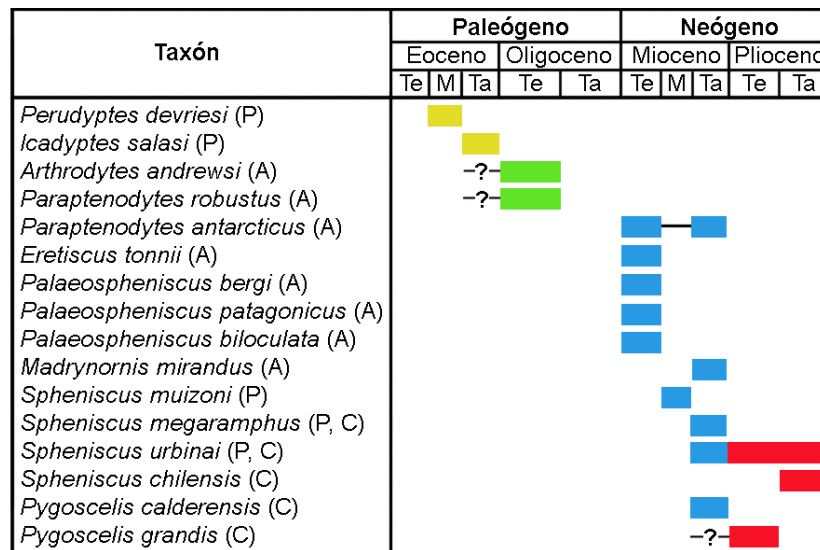 Taxón Paleógeno Neógeno
Eoceno Oligoceno Mioceno Plioceno
Te M Ta Te Ta Te M Ta Te Ta
Perudyptes devriesi (P)
Icadyptes salasi (P)
Arthrodytes andrewsi (A) ?
Paraptenodytes robustus (A) ?
Paraptenodytes antarcticus (A)
Eretiscus tonnii (A)
Palaeospheniscus bergi (A)
Palaeospheniscus patagonicus (A)
Palaeospheniscus biloculata (A)
Madrynornis mirandus (A)
Spheniscus muizoni (P)
Spheniscus megaramphus (P, C)
Spheniscus urbinai (P, C)
Spheniscus chilensis (C)
Pygoscelis calderensis (C)
Pygoscelis grandis (C) ?